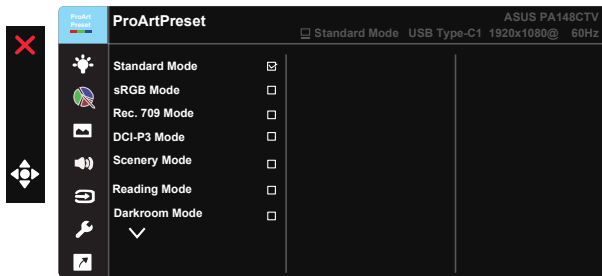 ProArt
Preset
ProArtPreset
ASUS PA148CTV
Standard Mode USB Type-C1 1920x1080@ 60Hz
Standard Mode
sRGB Mode
Rec. 709 Mode
DCI-P3 Mode
Scenery Mode
Reading Mode
Darkroom Mode